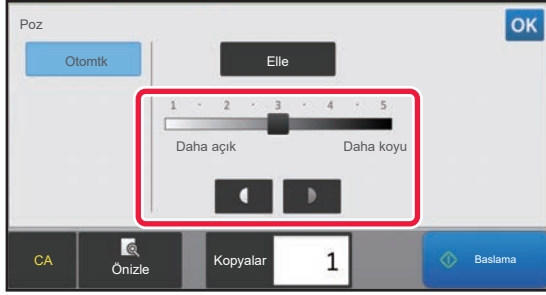 Poz
OK
Otomtk
Elle
1 · 2 · 3 · 4 · 5
Daha açık
Daha koyu
CA
Önizle
Kopyalar
1
Baslama